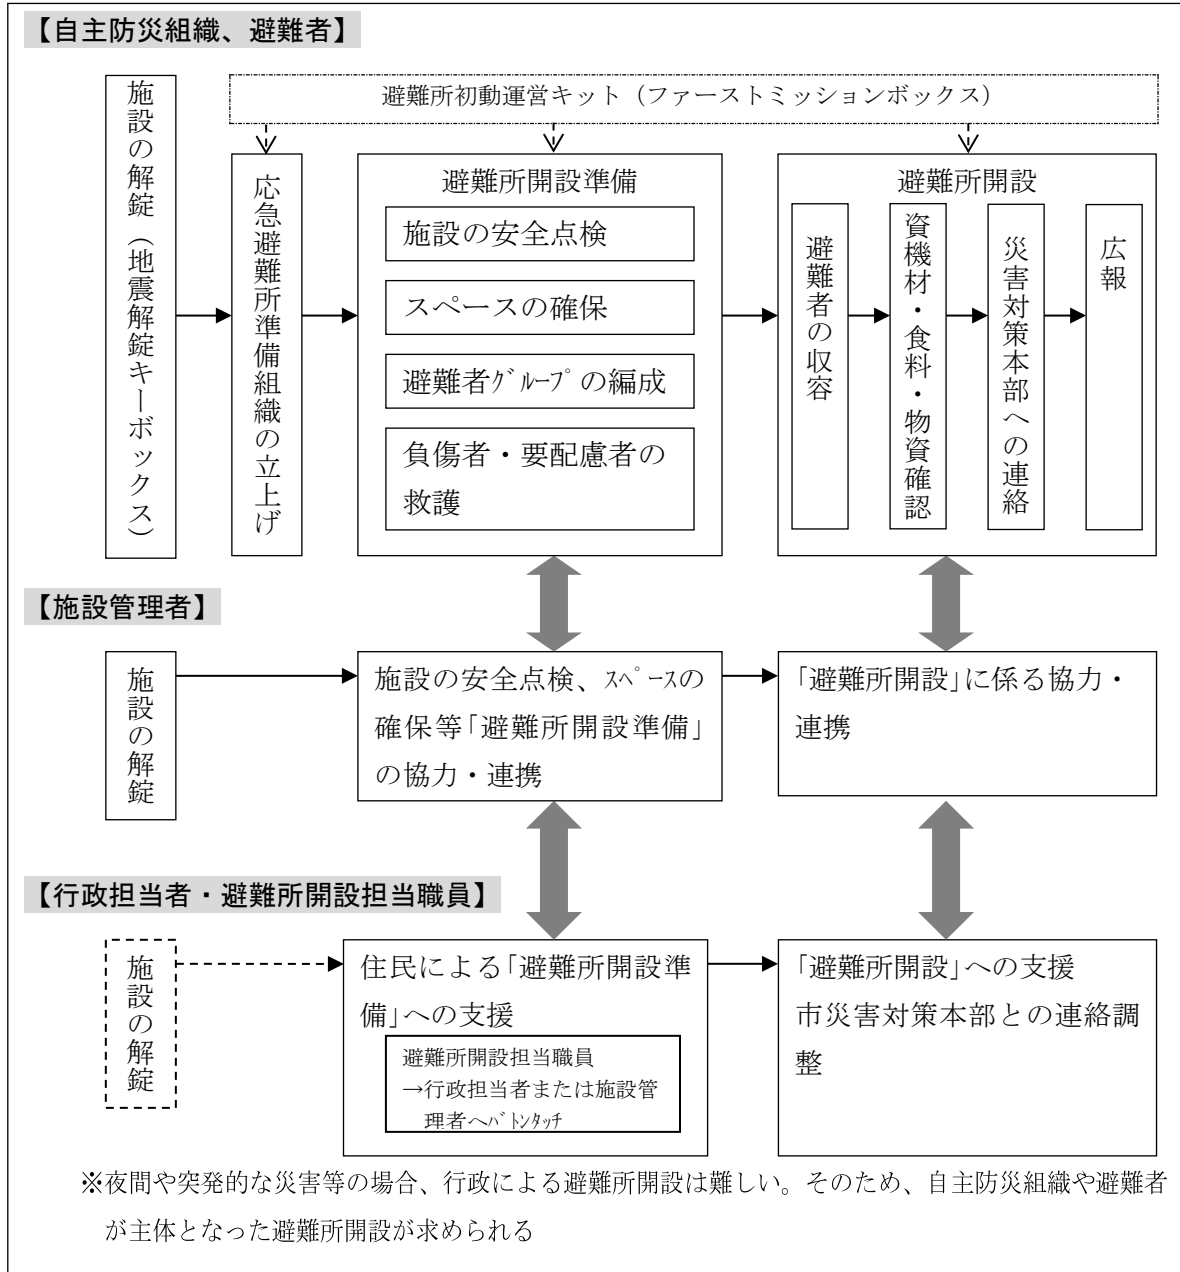 【自主防災組織、避難者】
避難所初動運営キット（ファーストミッションボックス）
施設の解錠（地震解錠キーボックス）
応急避難所準備組織の立上げ
避難所開設準備
施設の安全点検
スペースの確保
避難者ｸﾞﾙｰﾌﾟの編成
負傷者・要配慮者の
救護
避難所開設
避難者の収容
資機材・食料・物資確認
災害対策本部への連絡
広報
【施設管理者】
施設の解錠
施設の安全点検、ｽﾍﾟｰｽの
確保等｢避難所開設準備｣
の協力・連携
｢避難所開設｣に係る協力・
連携
【行政担当者・避難所開設担当職員】
施設の解錠
住民による｢避難所開設準
備｣への支援
避難所開設担当職員
→行政担当者または施設管
理者へﾊﾞﾄﾝﾀｯﾁ
｢避難所開設｣への支援
市災害対策本部との連絡調
整
※夜間や突発的な災害等の場合、行政による避難所開設は難しい。そのため、自主防災組織や避難者
が主体となった避難所開設が求められる